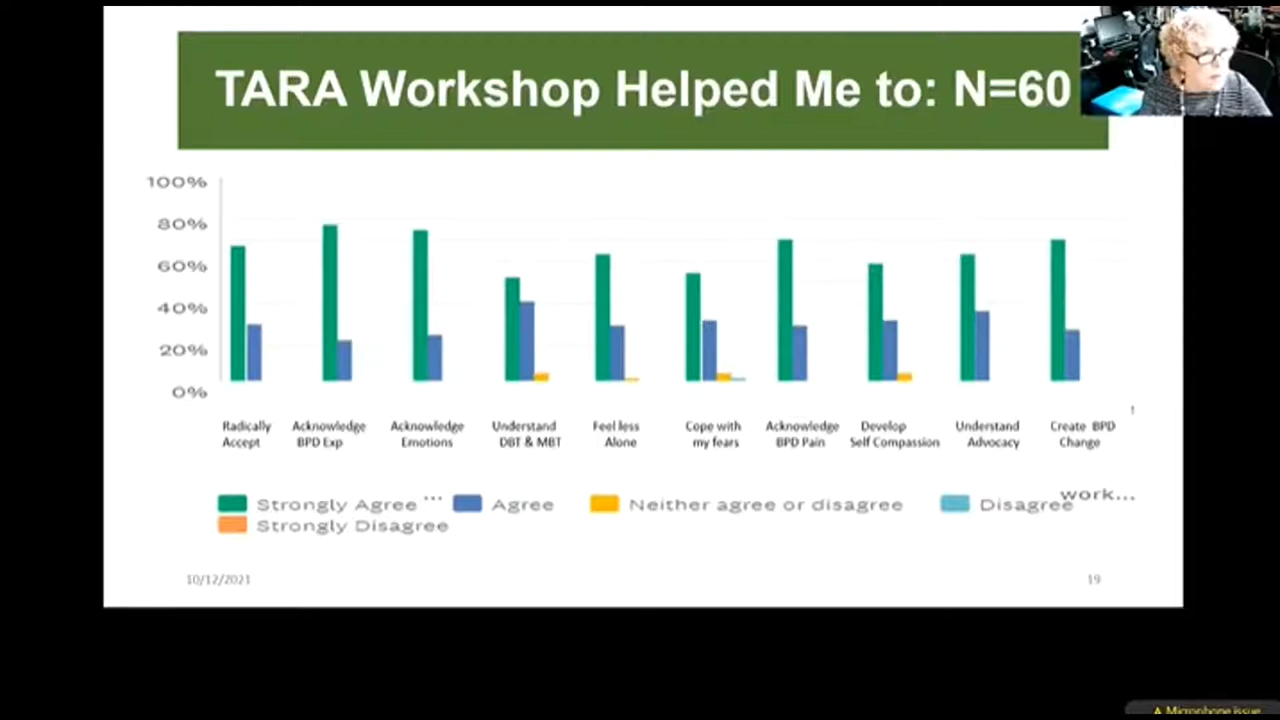 TARA Workshop Helped Me to: N=60
100%
80%
60%
40%
20%
0%
Radically Accept
Acknowledge BPD Exp
Acknowledge Emotions
Understand DBT & MBT
Feel less Alone
Cope with my fears
Acknowledge BPD Pain
Develop Self Compassion
Understand Advocacy
Create BPD Change
!
work...
Strongly Agree ... Agree Neither agree or disagree Disagree
Strongly Disagree
10/12/2021 19
Microphone issue